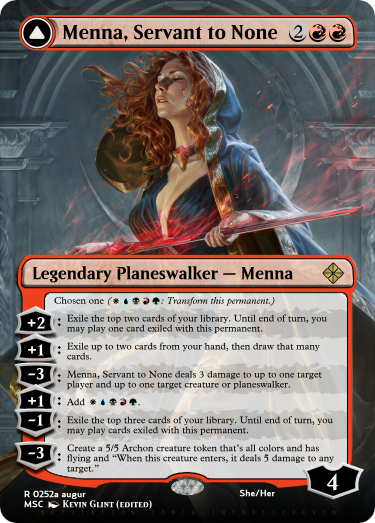 Menna, Servant to None 2
Legendary Planeswalker — Menna
Chosen one ( : Transform this permanent.)
+2: Exile the top two cards of your library. Until end of turn, you
may play one card exiled with this permanent.
+1: Exile up to two cards from your hand, then draw that many
cards.
−3: Menna, Servant to None deals 3 damage to up to one target
player and up to one target creature or planeswalker.
+1: Add .
−1: Exile the top three cards of your library. Until end of turn, you
may play cards exiled with this permanent.
−3: Create a 5/5 Archon creature token that's all colors and has
flying and “When this creature enters, it deals 5 damage to any
target.”
4
R 0252a augur She/Her
MSC Kevin Glint (edited)